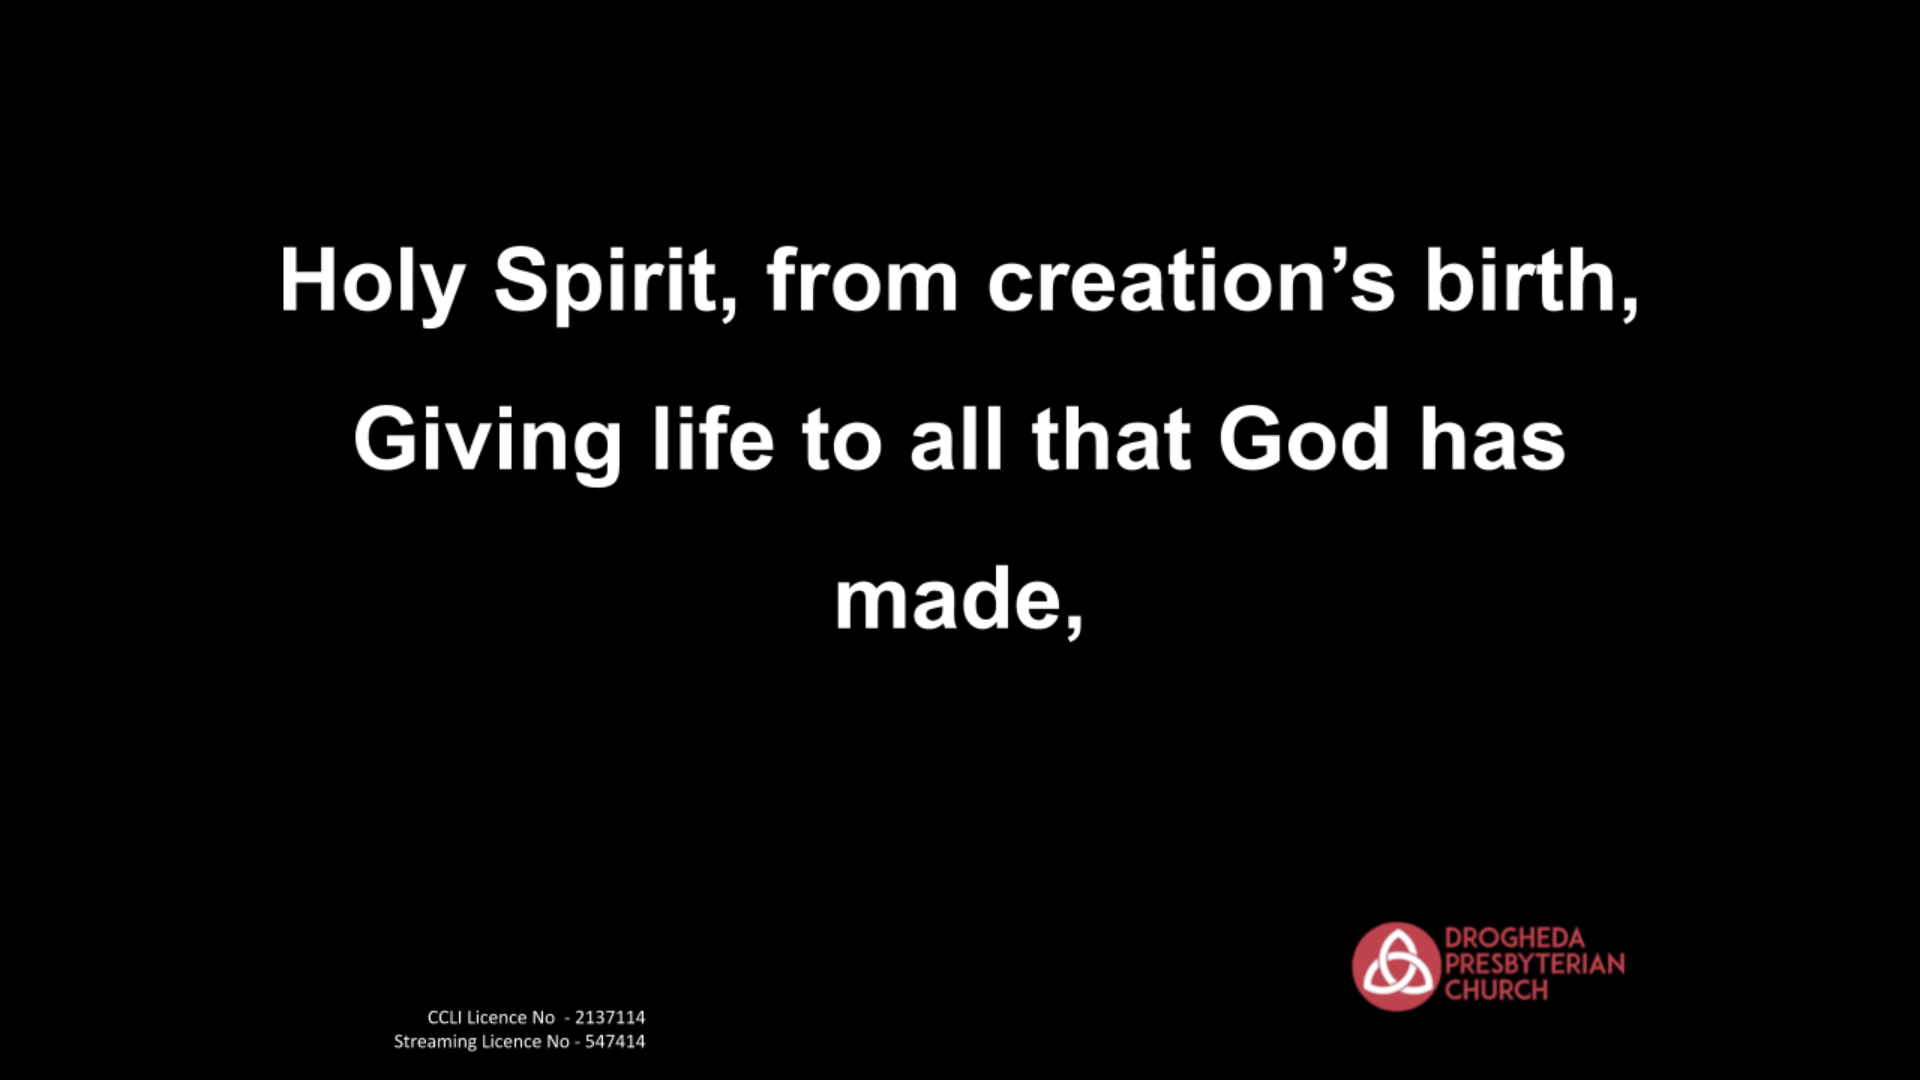 Holy Spirit, from creation’s birth,
Giving life to all that God has
made,
DROGHEDA
PRESBYTERIAN
CHURCH
CCLI Licence No  - 2137114
Streaming Licence No - 547414